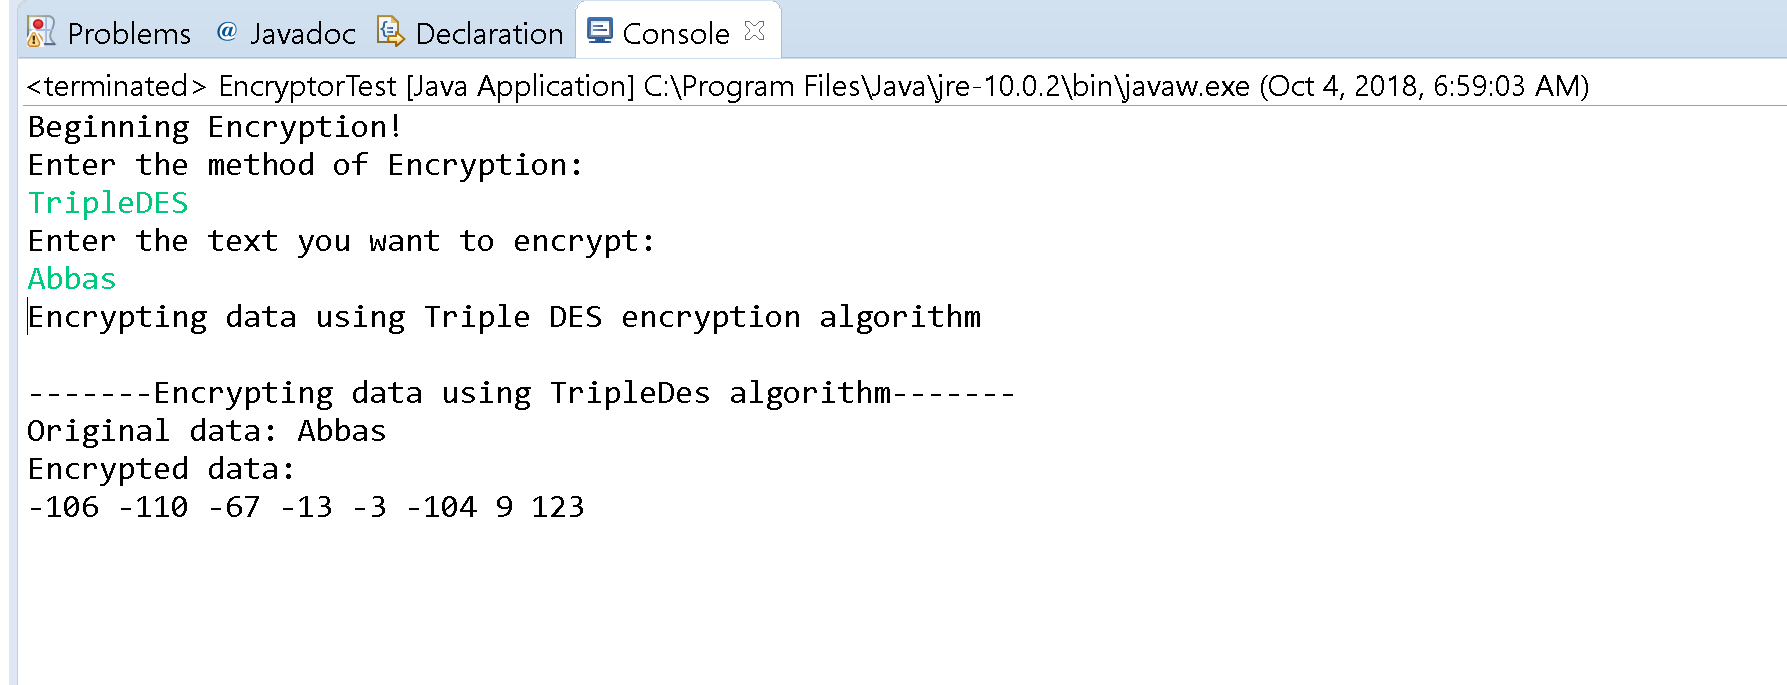 Problems @ Javadoc Declaration Console
<terminated> EncryptorTest [Java Application] C:\Program Files\Java\jre-10.0.2\bin\javaw.exe (Oct 4, 2018, 6:59:03 AM)
Beginning Encryption!
Enter the method of Encryption:
TripleDES
Enter the text you want to encrypt:
Abbas
Encrypting data using Triple DES encryption algorithm
-------Encrypting data using TripleDes algorithm-------
Original data: Abbas
Encrypted data:
-106 -110 -67 -13 -3 -104 9 123